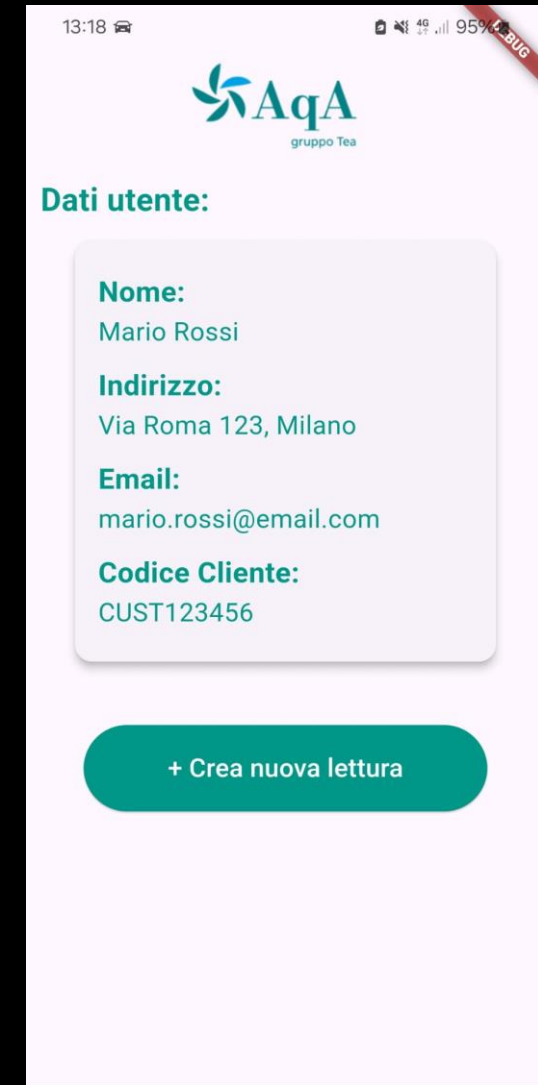 13:18
4G 95%
DEBUG
AqA
gruppo Tea
Dati utente:
Nome:
Mario Rossi
Indirizzo:
Via Roma 123, Milano
Email:
mario.rossi@email.com
Codice Cliente:
CUST123456
+ Crea nuova lettura